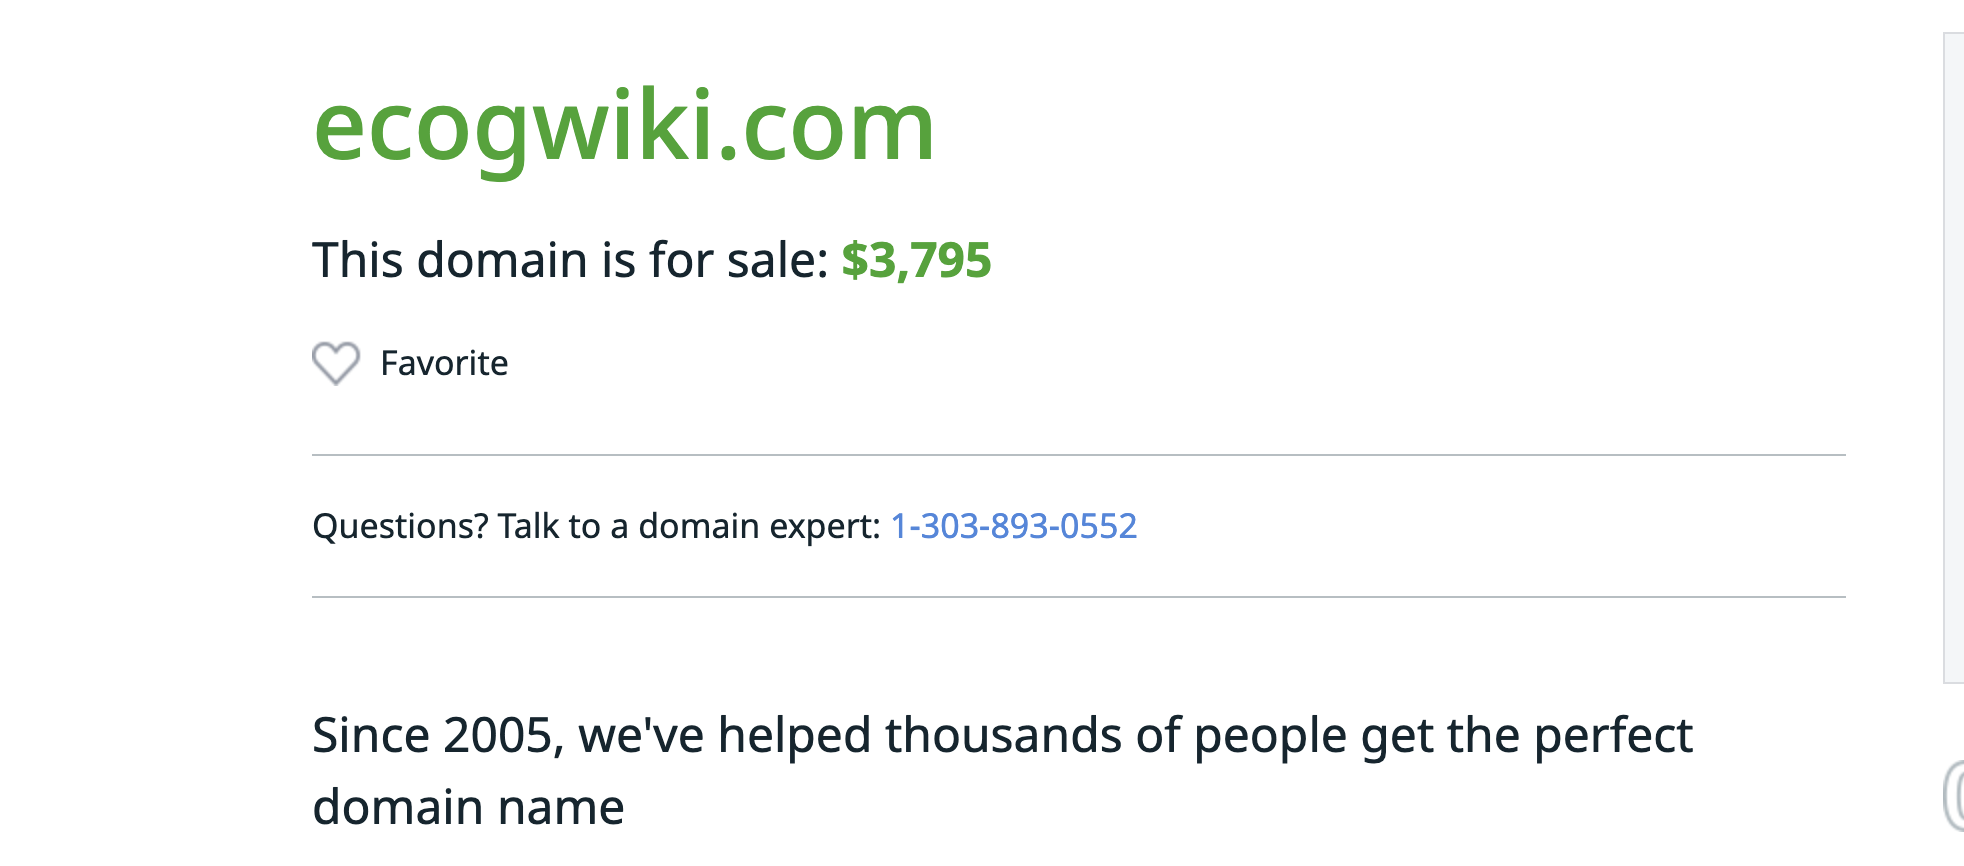 ecogwiki.com
This domain is for sale: $3,795
Favorite
Questions? Talk to a domain expert: 1-303-893-0552
Since 2005, we've helped thousands of people get the perfect
domain name